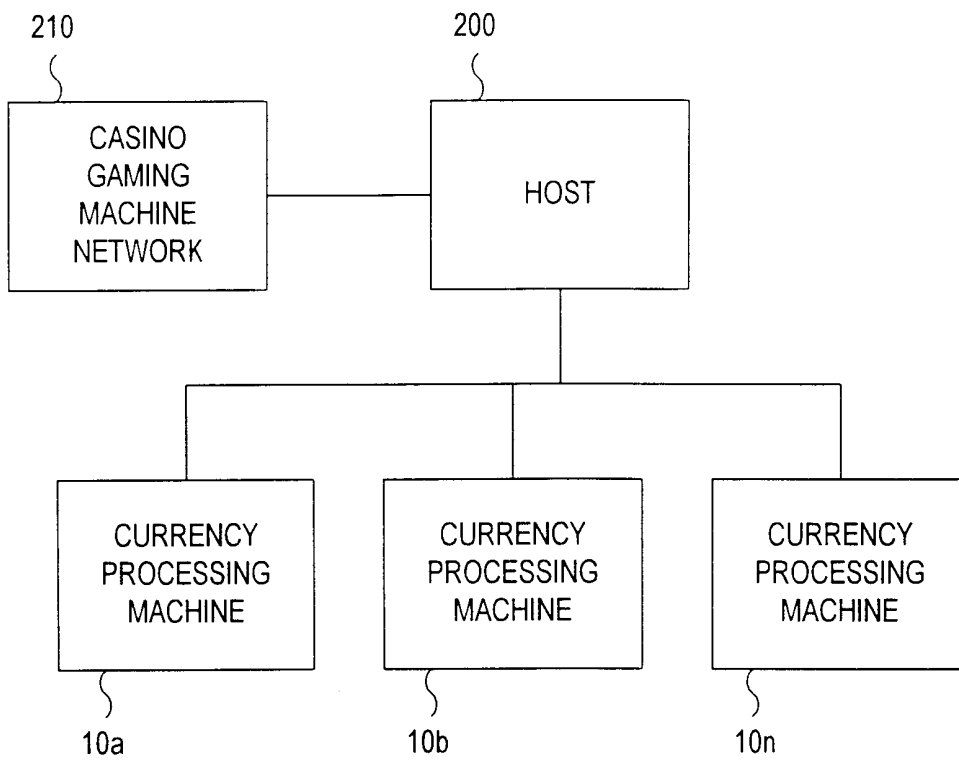 210
200
CASINO
GAMING
MACHINE
NETWORK
HOST
CURRENCY
PROCESSING
MACHINE
CURRENCY
PROCESSING
MACHINE
CURRENCY
PROCESSING
MACHINE
10a
10b
10n